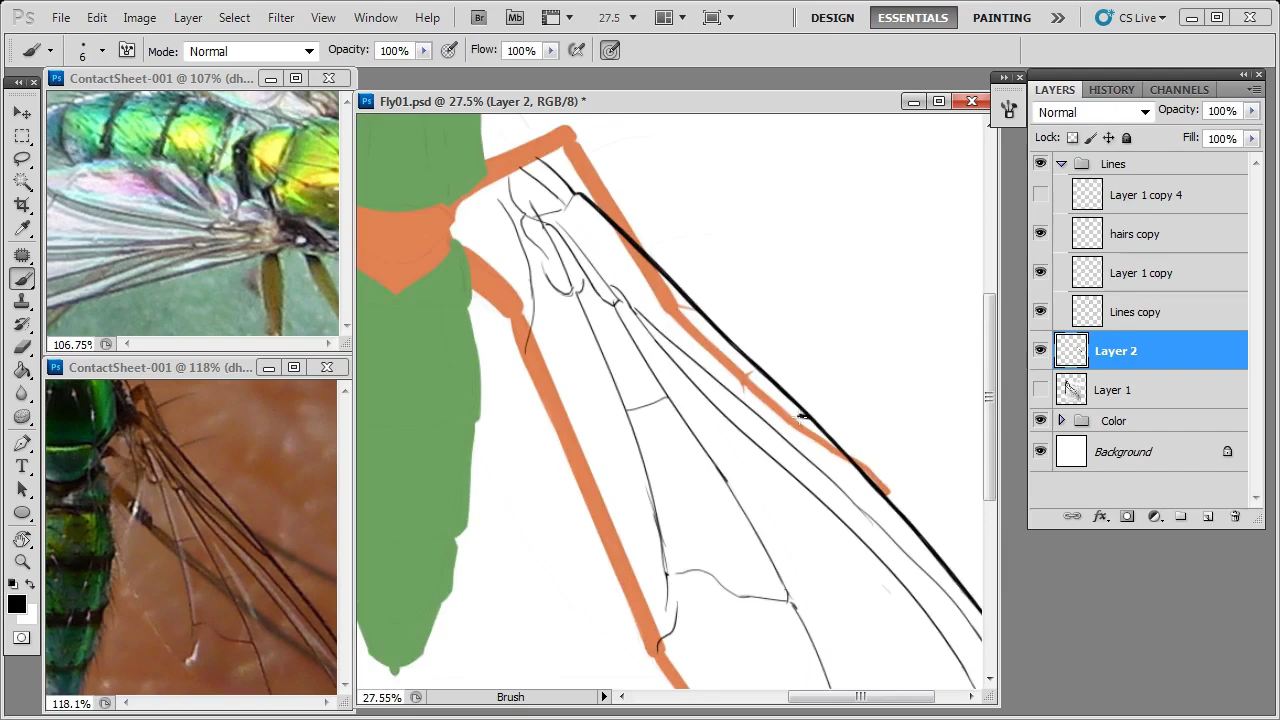 Ps File Edit Image Layer Select Filter View Window Help Br Mb 27.5 DESIGN ESSENTIALS PAINTING CS Live
6 Mode: Normal Opacity: 100% Flow: 100%
Ps ContactSheet-001 @ 107% (dh...
106.75%
Ps ContactSheet-001 @ 118% (dh...
118.1%
Ps Fly01.psd @ 27.5% (Layer 2, RGB/8) *
27.55% Brush
LAYERS HISTORY CHANNELS
Normal Opacity: 100%
Lock: Fill: 100%
Lines
Layer 1 copy 4
hairs copy
Layer 1 copy
Lines copy
Layer 2
Layer 1
Color
Background
fx